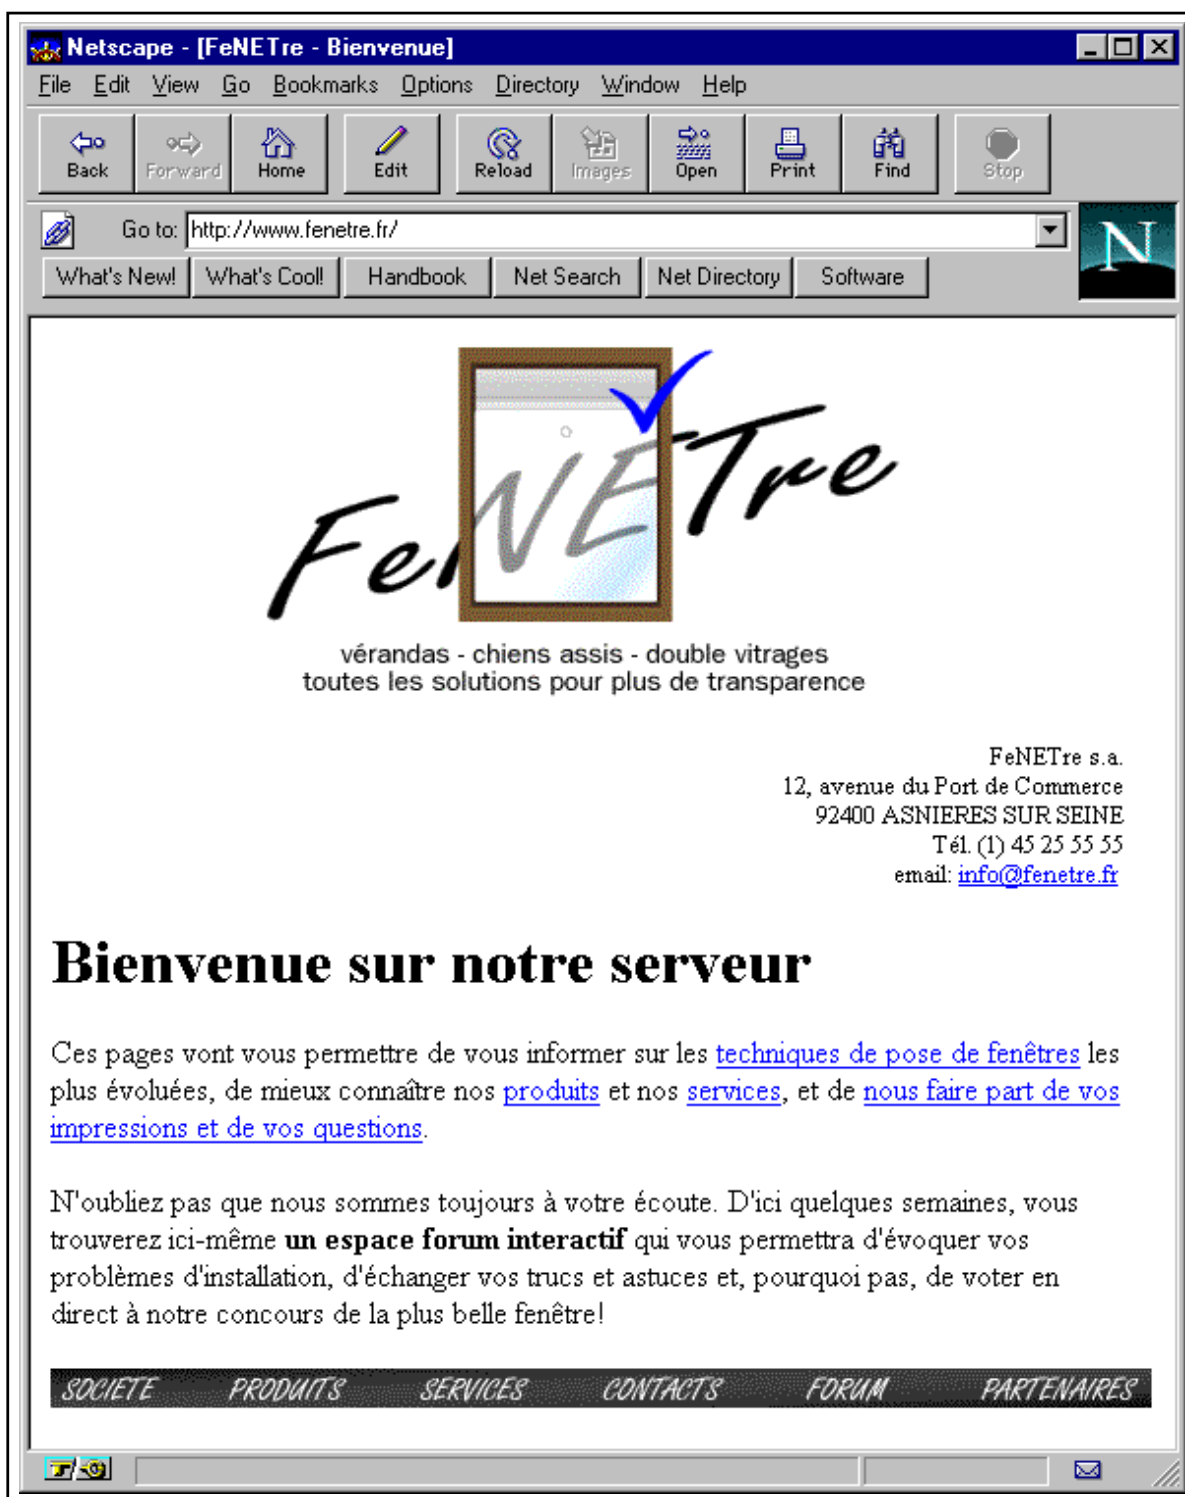 Netscape - [FeNETre - Bienvenue]
File Edit View Go Bookmarks Options Directory Window Help
Back Forward Home Edit Reload Images Open Print Find Stop
Go to: http://www.fenetre.fr/
N
What's New! What's Cool! Handbook Net Search Net Directory Software
FeNETre
vérandas - chiens assis - double vitrages
toutes les solutions pour plus de transparence
FeNETre s.a.
12, avenue du Port de Commerce
92400 ASNIERES SUR SEINE
Tél. (1) 45 25 55 55
email: info@fenetre.fr
Bienvenue sur notre serveur
Ces pages vont vous permettre de vous informer sur les techniques de pose de fenêtres les
plus évoluées, de mieux connaître nos produits et nos services, et de nous faire part de vos
impressions et de vos questions.
N'oubliez pas que nous sommes toujours à votre écoute. D'ici quelques semaines, vous
trouverez ici-même un espace forum interactif qui vous permettra d'évoquer vos
problèmes d'installation, d'échanger vos trucs et astuces et, pourquoi pas, de voter en
direct à notre concours de la plus belle fenêtre!
SOCIETE PRODUITS SERVICES CONTACTS FORUM PARTENAIRES